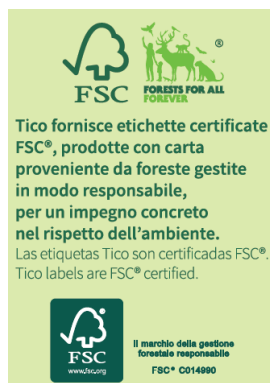 ®
FSC
FORESTS FOR ALL
FOREVER
Tico fornisce etichette certificate
FSC®, prodotte con carta
proveniente da foreste gestite
in modo responsabile,
per un impegno concreto
nel rispetto dell’ambiente.
Las etiquetas Tico son certificadas FSC®.
Tico labels are FSC® certified.
FSC
www.fsc.org
Il marchio della gestione
forestale responsabile
FSC® C014990